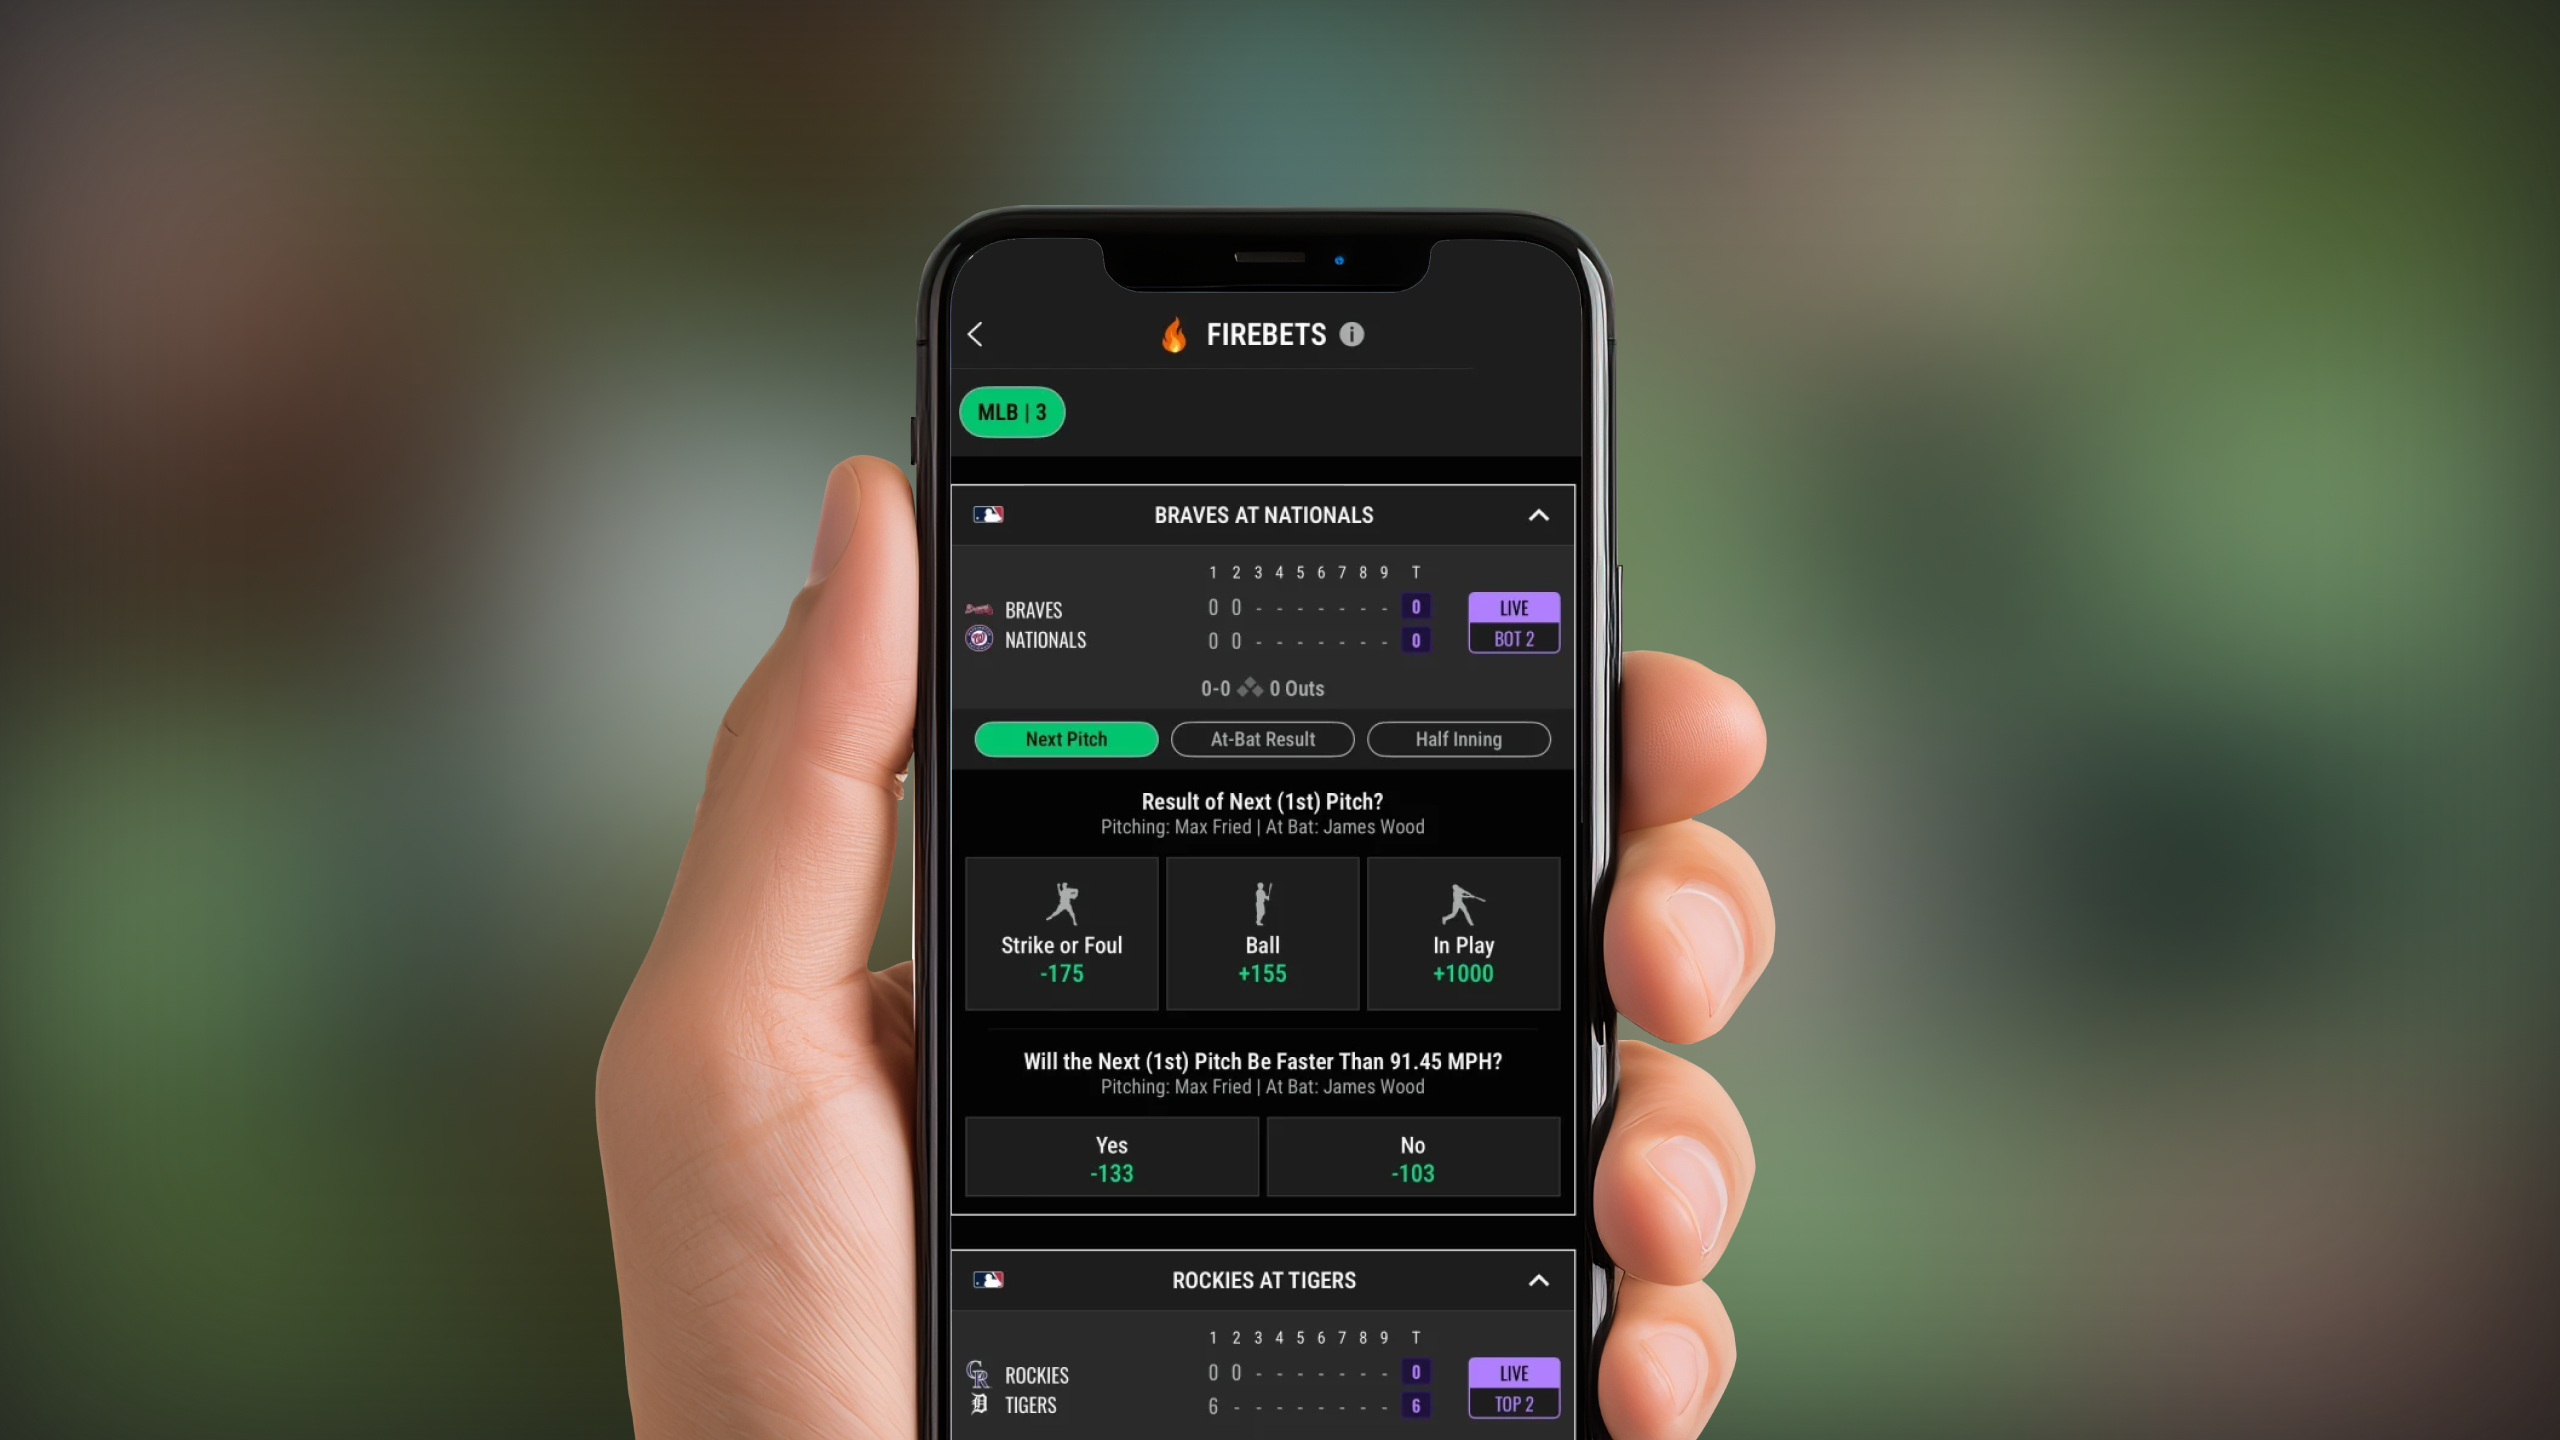 FIREBETS
MLB | 3
BRAVES AT NATIONALS
1 2 3 4 5 6 7 8 9 T
BRAVES 0 0 - - - - - - - 0
NATIONALS 0 0 - - - - - - - 0
LIVE
BOT 2
0-0 0 Outs
Next Pitch At-Bat Result Half Inning
Result of Next (1st) Pitch?
Pitching: Max Fried | At Bat: James Wood
Strike or Foul Ball In Play
-175 +155 +1000
Will the Next (1st) Pitch Be Faster Than 91.45 MPH?
Pitching: Max Fried | At Bat: James Wood
Yes No
-133 -103
ROCKIES AT TIGERS
1 2 3 4 5 6 7 8 9 T
ROCKIES 0 0 - - - - - - - 0
TIGERS 6 - - - - - - - - 6
LIVE
TOP 2